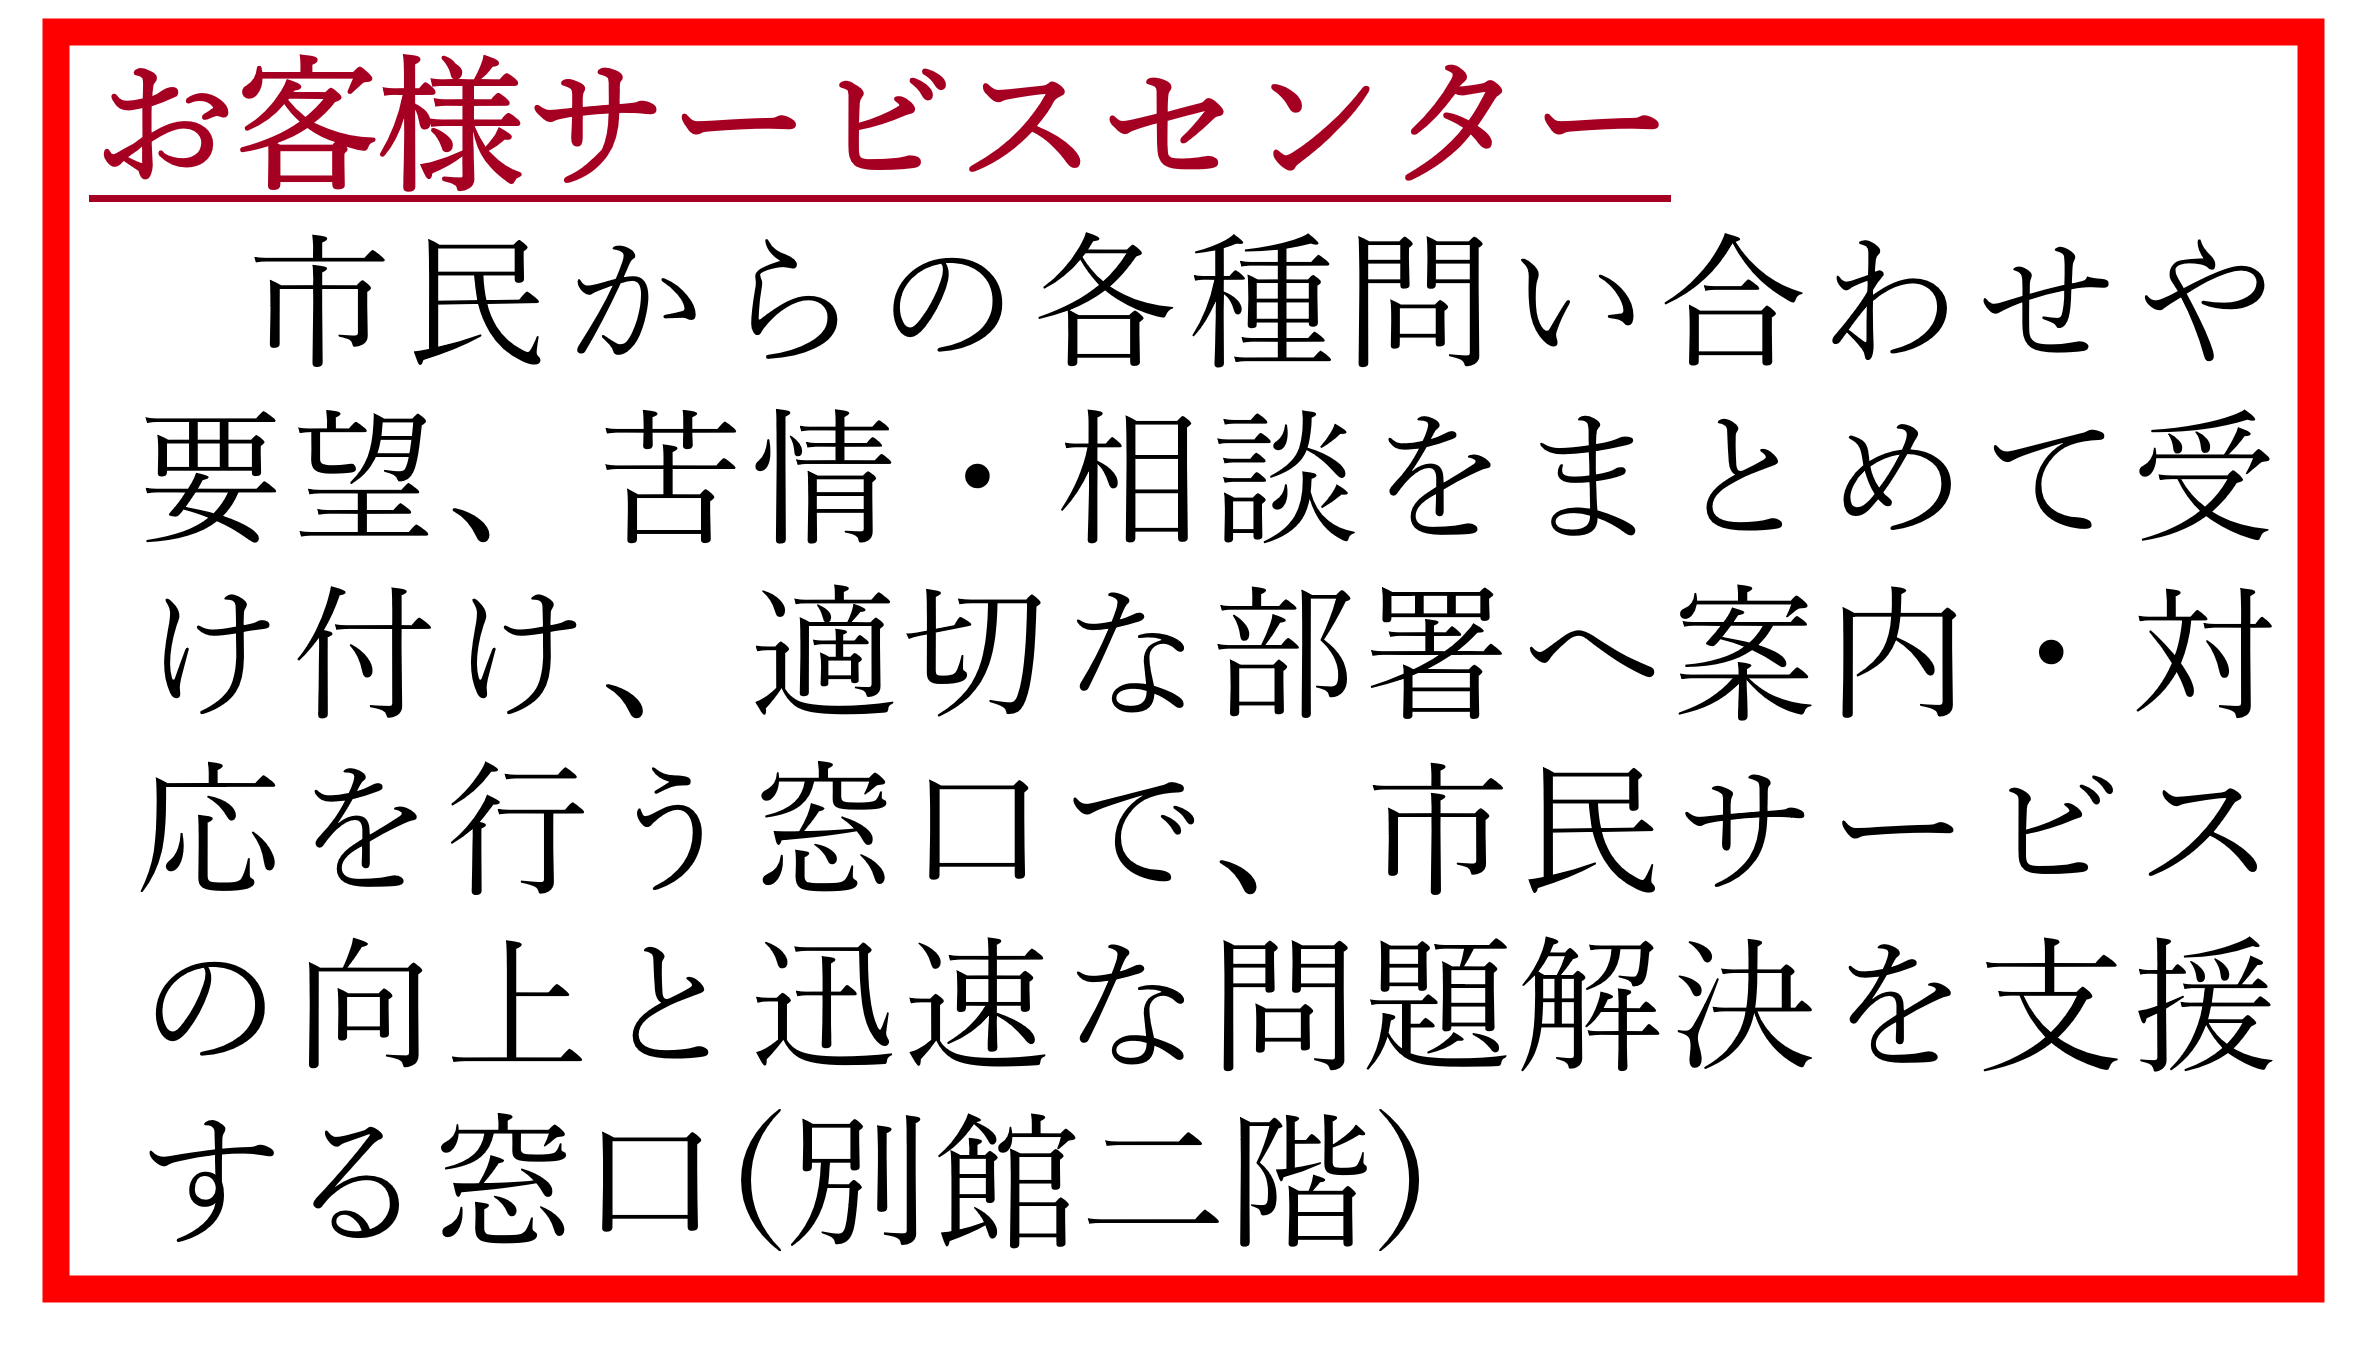 お客様サービスセンター
市民からの各種問い合わせや
要望、苦情・相談をまとめて受
け付け、適切な部署へ案内・対
応を行う窓口で、市民サービス
の向上と迅速な問題解決を支援
する窓口(別館二階)